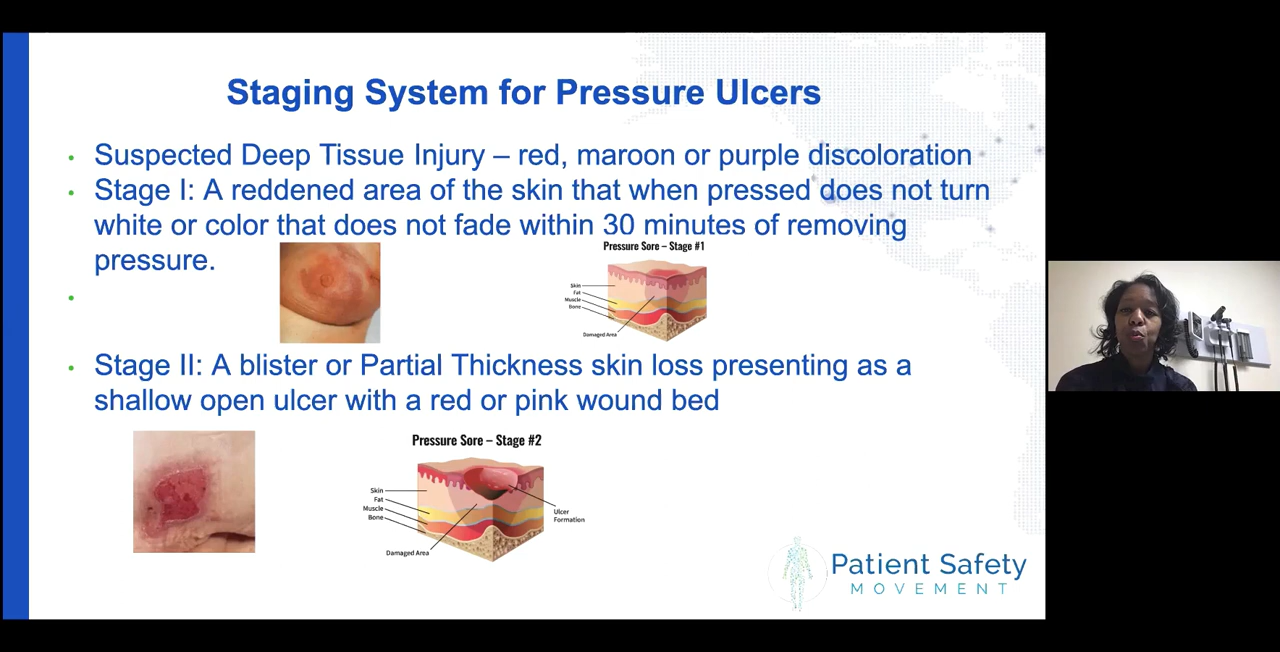 Staging System for Pressure Ulcers
• Suspected Deep Tissue Injury – red, maroon or purple discoloration
• Stage I: A reddened area of the skin that when pressed does not turn
white or color that does not fade within 30 minutes of removing
pressure.
Pressure Sore – Stage #1
Skin
Fat
Muscle
Bone
Damaged Area
• Stage II: A blister or Partial Thickness skin loss presenting as a
shallow open ulcer with a red or pink wound bed
Pressure Sore – Stage #2
Skin
Fat
Muscle
Bone
Damaged Area
Ulcer
Formation
Patient Safety
MOVEMENT